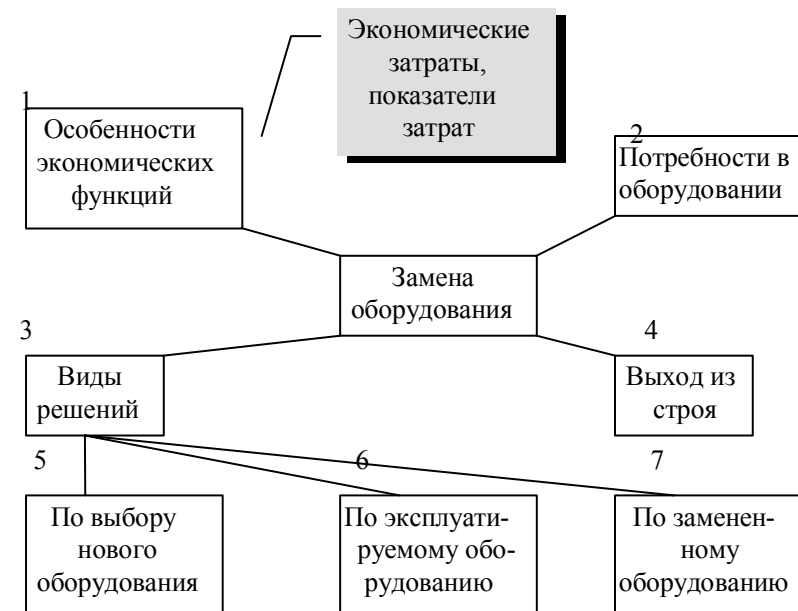 Экономические
затраты,
показатели
затрат
1
Особенности
экономических
функций
2
Потребности в
оборудовании
Замена
оборудования
3
Виды
решений
4
Выход из
строя
5
По выбору
нового
оборудования
6
По эксплуати-
руемому обо-
рудованию
7
По заменен-
ному
оборудованию